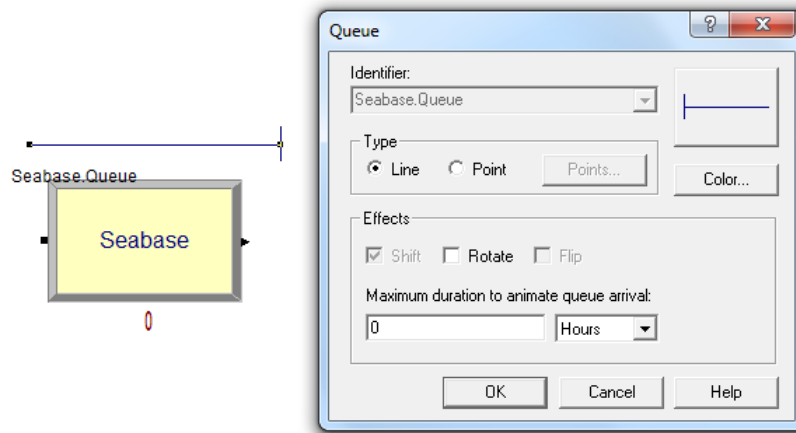 Seabase.Queue
Seabase
0
Queue
?
Identifier:
Seabase.Queue
Type
Line Point Points...
Color...
Effects
Shift Rotate Flip
Maximum duration to animate queue arrival:
0 Hours
OK Cancel Help